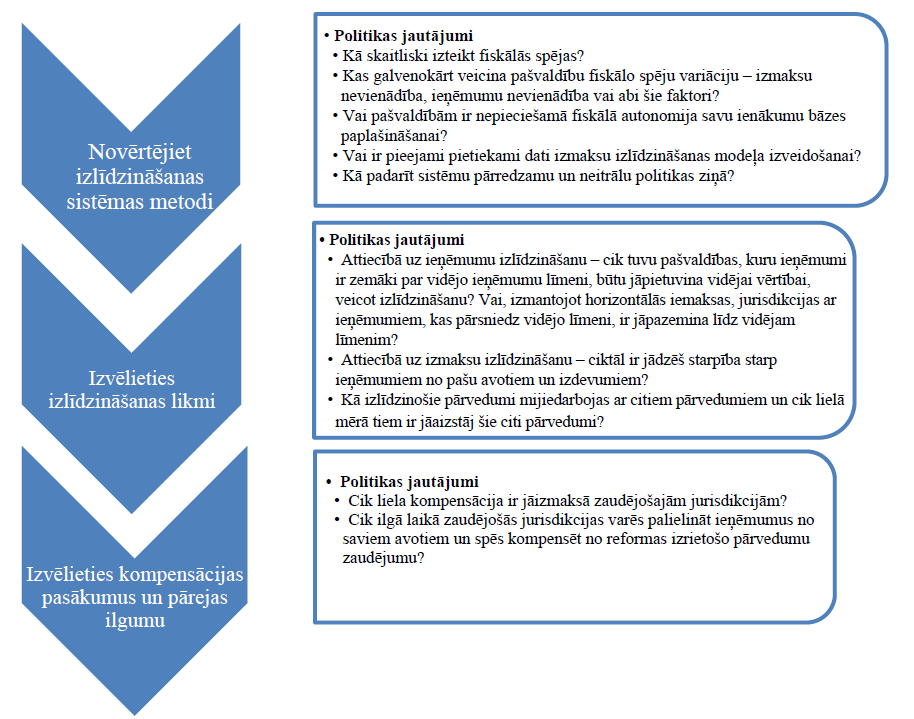 Novērtējiet
izlīdzināšanas
sistēmas metodi
• Politikas jautājumi
• Kā skaitliski izteikt fiskālās spējas?
• Kas galvenokārt veicina pašvaldību fiskālo spēju variāciju – izmaksu
nevienādība, ieņēmumu nevienādība vai abi šie faktori?
• Vai pašvaldībām ir nepieciešamā fiskālā autonomija savu ienākumu bāzes
paplašināšanai?
• Vai ir pieejami pietiekami dati izmaksu izlīdzināšanas modeļa izveidošanai?
• Kā padarīt sistēmu pārredzamu un neitrālu politikas ziņā?
Izvēlieties
izlīdzināšanas likmi
• Politikas jautājumi
• Attiecībā uz ieņēmumu izlīdzināšanu – cik tuvu pašvaldības, kuru ieņēmumi
ir zemāki par vidējo ieņēmumu līmeni, būtu jāpietuvina vidējai vērtībai,
veicot izlīdzināšanu? Vai, izmantojot horizontālās iemaksas, jurisdikcijas ar
ieņēmumiem, kas pārsniedz vidējo līmeni, ir jāpazemina līdz vidējam
līmenim?
• Attiecībā uz izmaksu izlīdzināšanu – ciktāl ir jādzēš starpība starp
ieņēmumiem no pašu avotiem un izdevumiem?
• Kā izlīdzinošie pārvedumi mijiedarbojas ar citiem pārvedumiem un cik lielā
mērā tiem ir jāaizstāj šie citi pārvedumi?
Izvēlieties kompensācijas
pasākumus un pārejas
ilgumu
• Politikas jautājumi
• Cik liela kompensācija ir jāizmaksā zaudējošajām jurisdikcijām?
• Cik ilgā laikā zaudējošās jurisdikcijas varēs palielināt ieņēmumus no
saviem avotiem un spēs kompensēt no reformas izrietošo pārvedumu
zaudējumu?